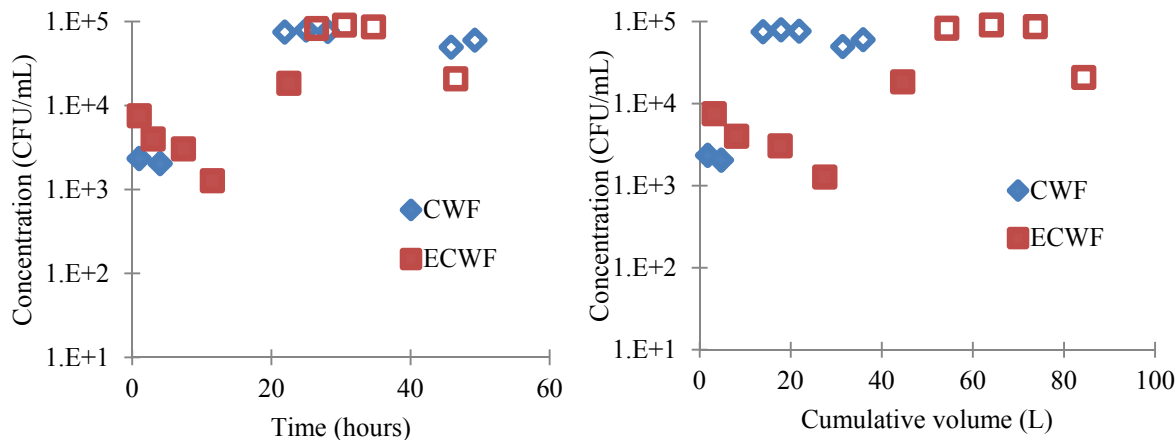 Concentration (CFU/mL)
1.E+5
1.E+4
1.E+3
1.E+2
1.E+1
0 20 40 60
Time (hours)
CWF
ECWF
Concentration (CFU/mL)
1.E+5
1.E+4
1.E+3
1.E+2
1.E+1
0 20 40 60 80 100
Cumulative volume (L)
CWF
ECWF